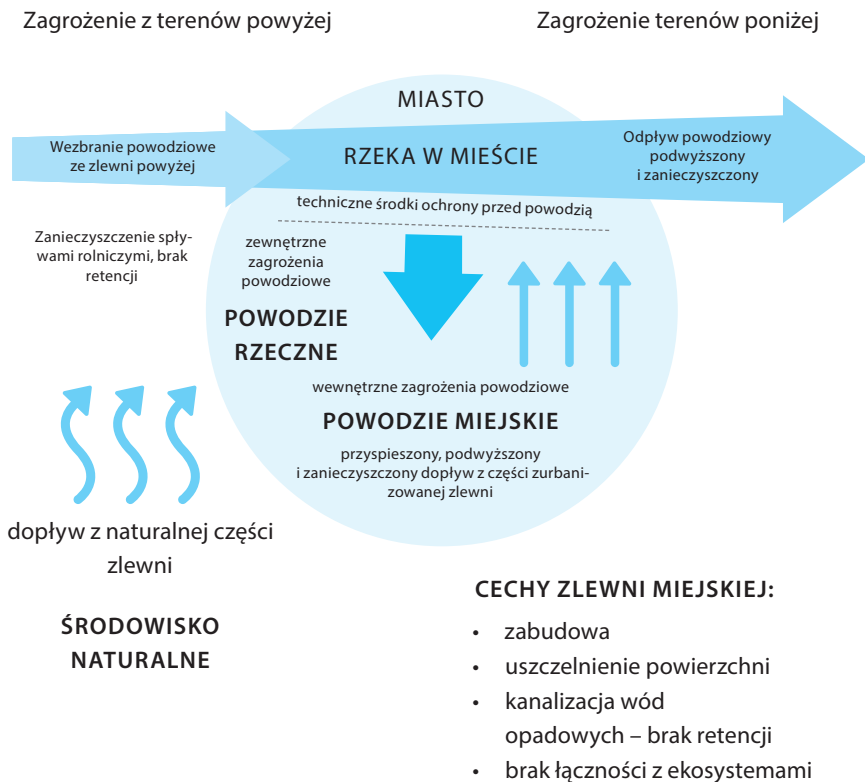 Zagrożenie z terenów powyżej
Zagrożenie terenów poniżej
MIASTO
Wezbranie powodziowe
ze zlewni powyżej
RZEKA W MIEŚCIE
Odpływ powodziowy
podwyższony
i zanieczyszczony
techniczne środki ochrony przed powodzią
Zanieczyszczenie spły-
wami rolniczymi, brak
retencji
zewnętrzne
zagrożenia
powodziowe
POWODZIE
RZECZNE
wewnętrzne zagrożenia powodziowe
POWODZIE MIEJSKIE
przyspieszony, podwyższony
i zanieczyszczony dopływ z części zurbani-
zowanej zlewni
dopływ z naturalnej części
zlewni
ŚRODOWISKO
NATURALNE
CECHY ZLEWNI MIEJSKIEJ:
• zabudowa
• uszczelnienie powierzchni
• kanalizacja wód
opadowych – brak retencji
• brak łączności z ekosystemami